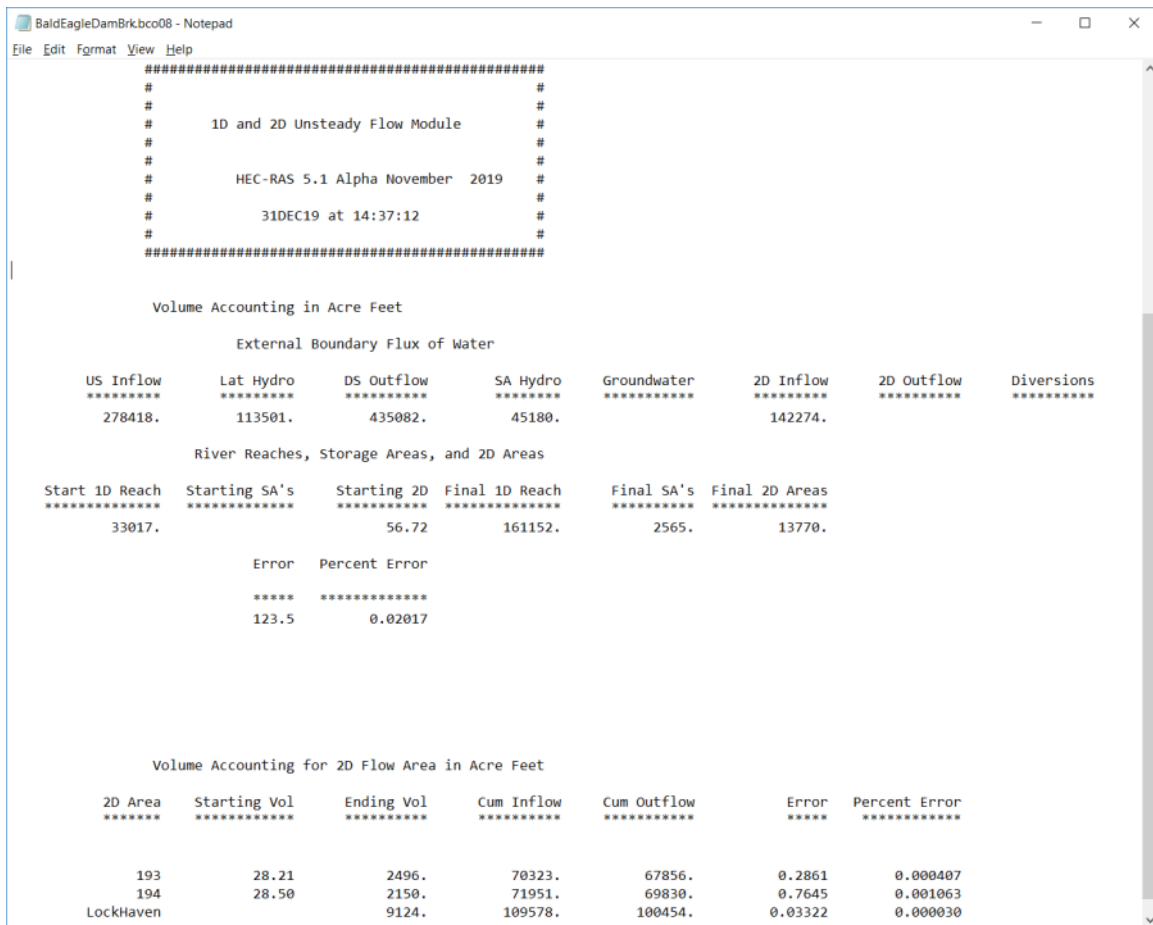 BaldEagleDamBrk.bco08 - Notepad
File Edit Format View Help
################################################
# #
# #
# 1D and 2D Unsteady Flow Module #
# #
# #
# HEC-RAS 5.1 Alpha November 2019 #
# #
# 31DEC19 at 14:37:12 #
# #
################################################
Volume Accounting in Acre Feet
External Boundary Flux of Water
US Inflow Lat Hydro DS Outflow SA Hydro Groundwater 2D Inflow 2D Outflow Diversions
********* ********* ********** ******** *********** ********* ********** **********
278418. 113501. 435082. 45180. 142274.
River Reaches, Storage Areas, and 2D Areas
Start 1D Reach Starting SA's Starting 2D Final 1D Reach Final SA's Final 2D Areas
************** ************* *********** ************** ********** **************
33017. 56.72 161152. 2565. 13770.
Error Percent Error
***** *************
123.5 0.02017
Volume Accounting for 2D Flow Area in Acre Feet
2D Area Starting Vol Ending Vol Cum Inflow Cum Outflow Error Percent Error
******* ************ ********** ********** *********** ***** ************
193 28.21 2496. 70323. 67856. 0.2861 0.000407
194 28.50 2150. 71951. 69830. 0.7645 0.001063
LockHaven 9124. 109578. 100454. 0.03322 0.000030